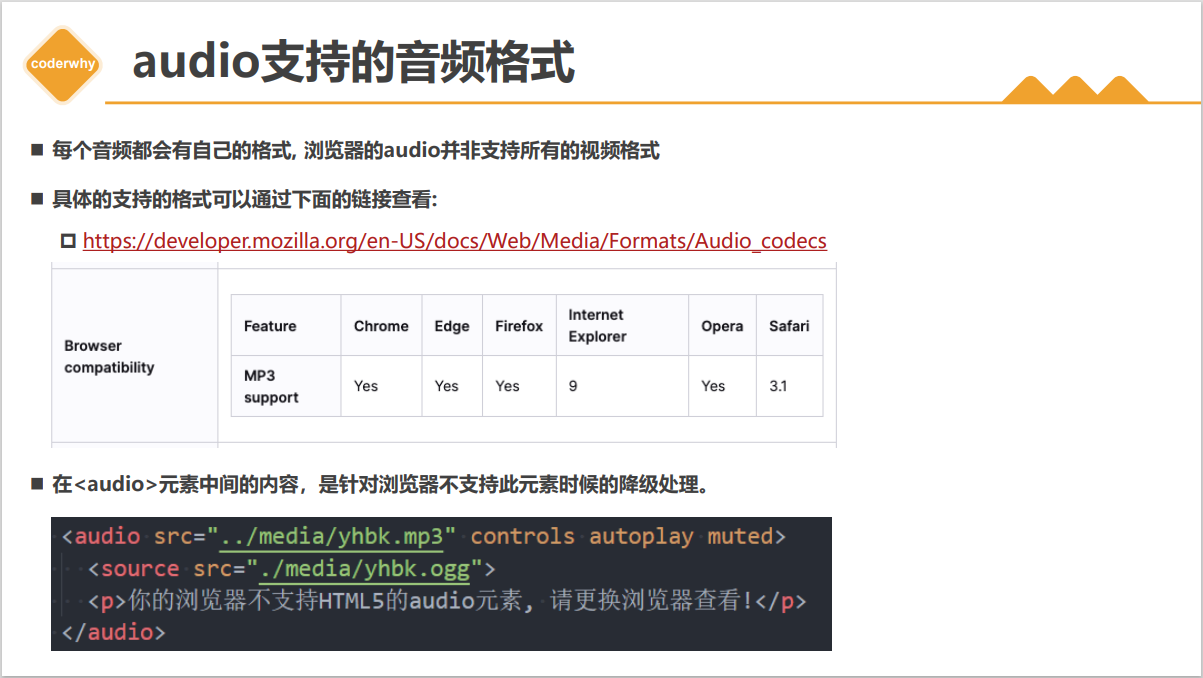 coderwhy
audio支持的音频格式
每个音频都会有自己的格式, 浏览器的audio并非支持所有的视频格式
具体的支持的格式可以通过下面的链接查看:
https://developer.mozilla.org/en-US/docs/Web/Media/Formats/Audio_codecs
Browser
compatibility
Feature Chrome Edge Firefox Internet Explorer Opera Safari
MP3 support Yes Yes Yes 9 Yes 3.1
在<audio>元素中间的内容，是针对浏览器不支持此元素时候的降级处理。
<audio src="../media/yhbk.mp3" controls autoplay muted>
<source src="./media/yhbk.ogg">
<p>你的浏览器不支持HTML5的audio元素, 请更换浏览器查看!</p>
</audio>